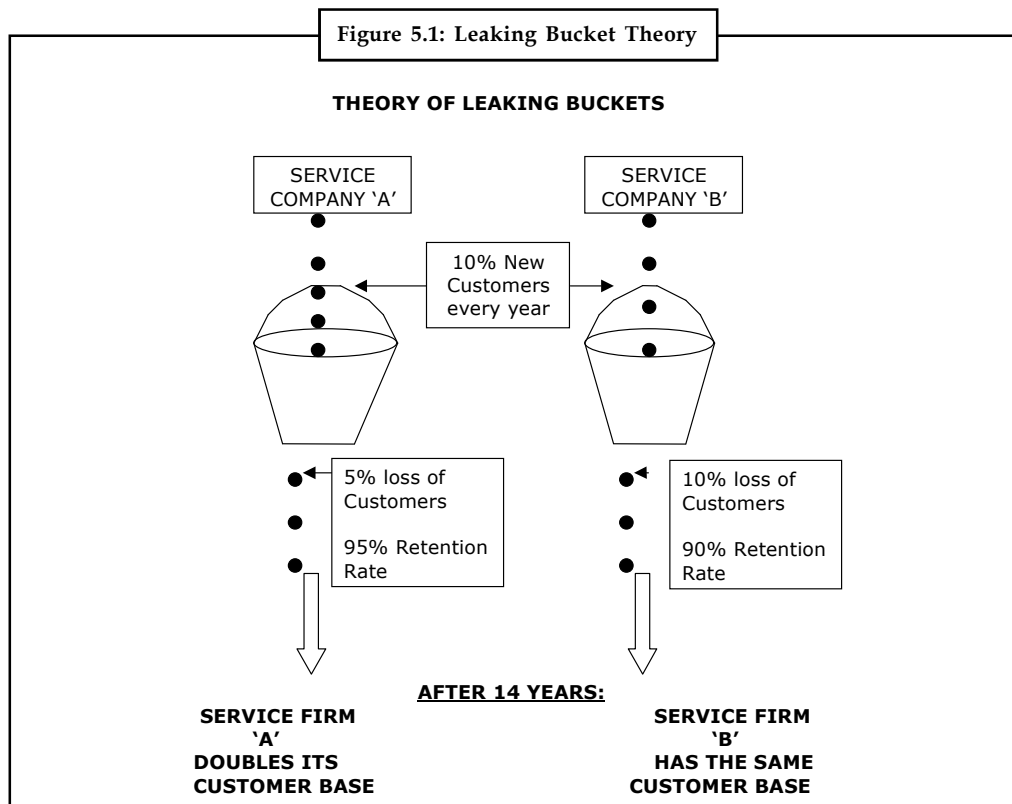 Figure 5.1: Leaking Bucket Theory
THEORY OF LEAKING BUCKETS
SERVICE
COMPANY ‘A’
SERVICE
COMPANY ‘B’
10% New
Customers
every year
5% loss of
Customers
95% Retention
Rate
10% loss of
Customers
90% Retention
Rate
AFTER 14 YEARS:
SERVICE FIRM
‘A’
DOUBLES ITS
CUSTOMER BASE
SERVICE FIRM
‘B’
HAS THE SAME
CUSTOMER BASE